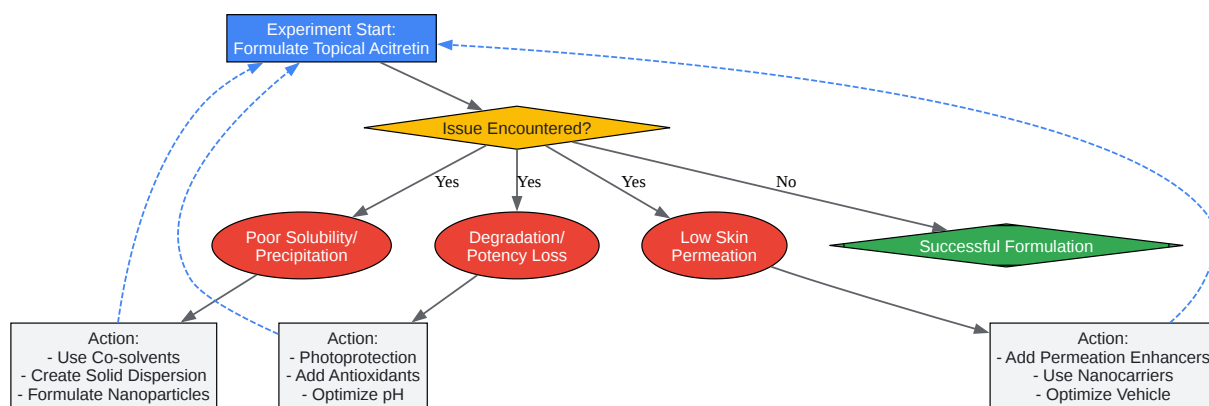 Experiment Start:
Formulate Topical Acitretin
Issue Encountered?
Yes
Yes
Yes
No
Poor Solubility/
Precipitation
Degradation/
Potency Loss
Low Skin
Permeation
Successful Formulation
Action:
- Use Co-solvents
- Create Solid Dispersion
- Formulate Nanoparticles
Action:
- Photoprotection
- Add Antioxidants
- Optimize pH
Action:
- Add Permeation Enhancers
- Use Nanocarriers
- Optimize Vehicle